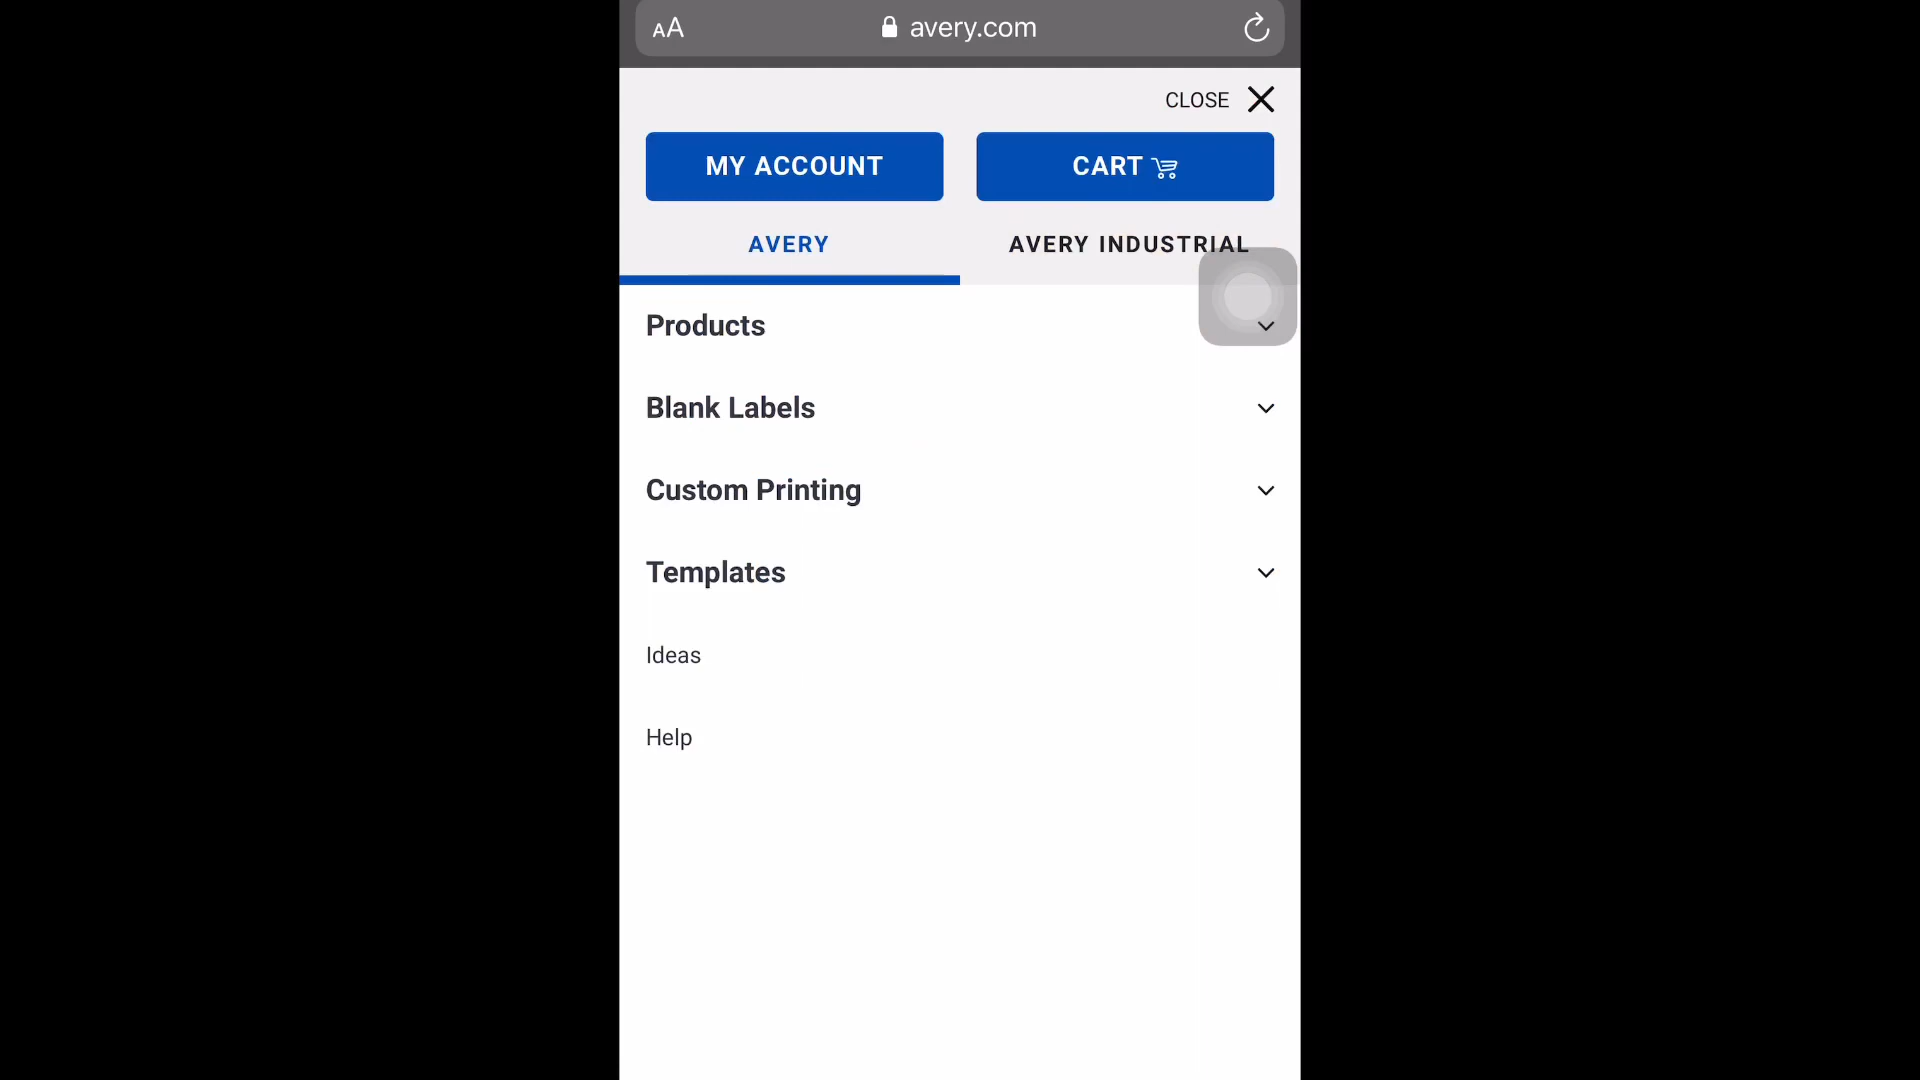 AA avery.com
CLOSE
MY ACCOUNT CART
AVERY AVERY INDUSTRIAL
Products
Blank Labels
Custom Printing
Templates
Ideas
Help